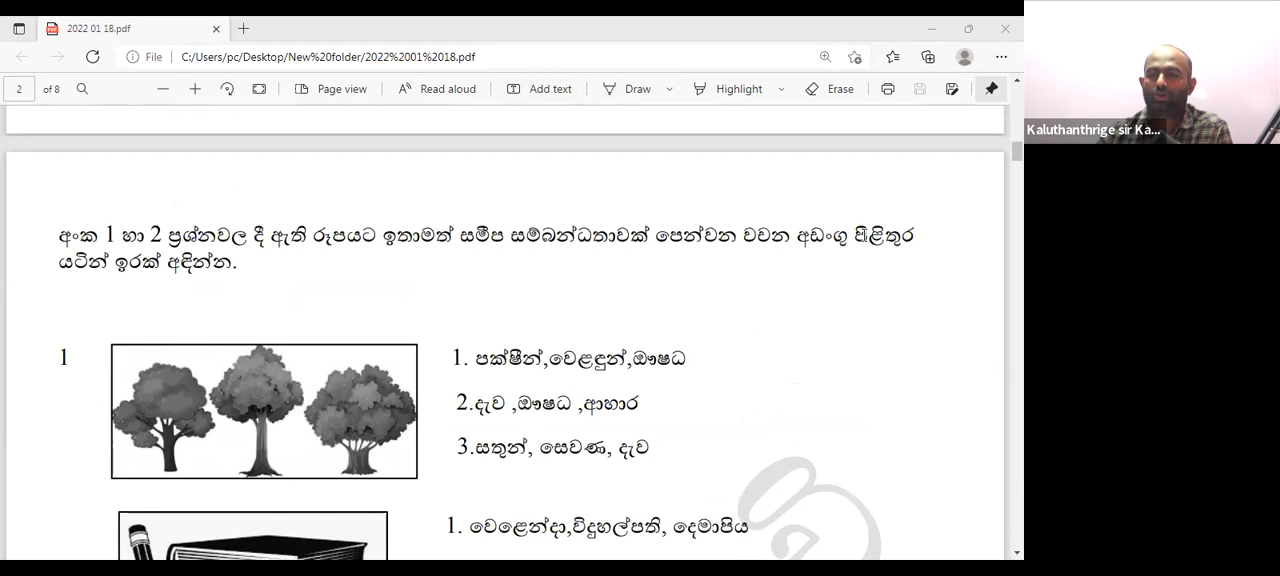 2022 01 18.pdf
File C:/Users/pc/Desktop/New%20folder/2022%2001%2018.pdf
2 of 8 Page view Read aloud Add text Draw Highlight Erase
Kaluthanthrige sir Ka...
අංක 1 හා 2 ප්‍රශ්නවල දී ඇති රූපයට ඉතාමත් සමීප සම්බන්ධතාවක් පෙන්වන වචන අඩංගු පිළිතුර
යටින් ඉරක් අඳින්න.
1
1. පක්ෂීන්,වෙළඳුන්,ඖෂධ
2.දැව ,ඖෂධ ,ආහාර
3.සතුන්, සෙවණ, දැව
1. වෙළෙන්දා,විදුහල්පති, දෙමාපිය